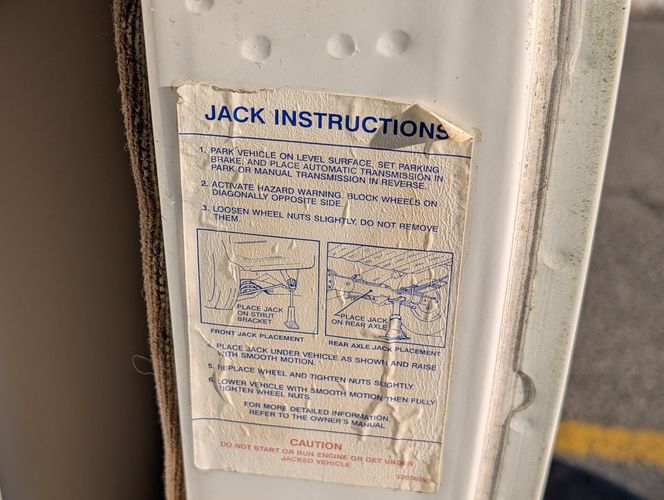 JACK INSTRUCTIONS
1. PARK VEHICLE ON LEVEL SURFACE, SET PARKING
BRAKE, AND PLACE AUTOMATIC TRANSMISSION IN
PARK OR MANUAL TRANSMISSION IN REVERSE.
2. ACTIVATE HAZARD WARNING. BLOCK WHEELS ON
DIAGONALLY OPPOSITE SIDE.
3. LOOSEN WHEEL NUTS SLIGHTLY. DO NOT REMOVE
THEM.
PLACE JACK
ON STRUT
BRACKET
FRONT JACK PLACEMENT
PLACE JACK
ON REAR AXLE
REAR AXLE JACK PLACEMENT
4. PLACE JACK UNDER VEHICLE AS SHOWN AND RAISE
WITH SMOOTH MOTION.
5. REPLACE WHEEL AND TIGHTEN NUTS SLIGHTLY.
6. LOWER VEHICLE WITH SMOOTH MOTION THEN FULLY
TIGHTEN WHEEL NUTS.
FOR MORE DETAILED INFORMATION,
REFER TO THE OWNER'S MANUAL
CAUTION
DO NOT START OR RUN ENGINE OR GET UNDER
JACKED VEHICLE